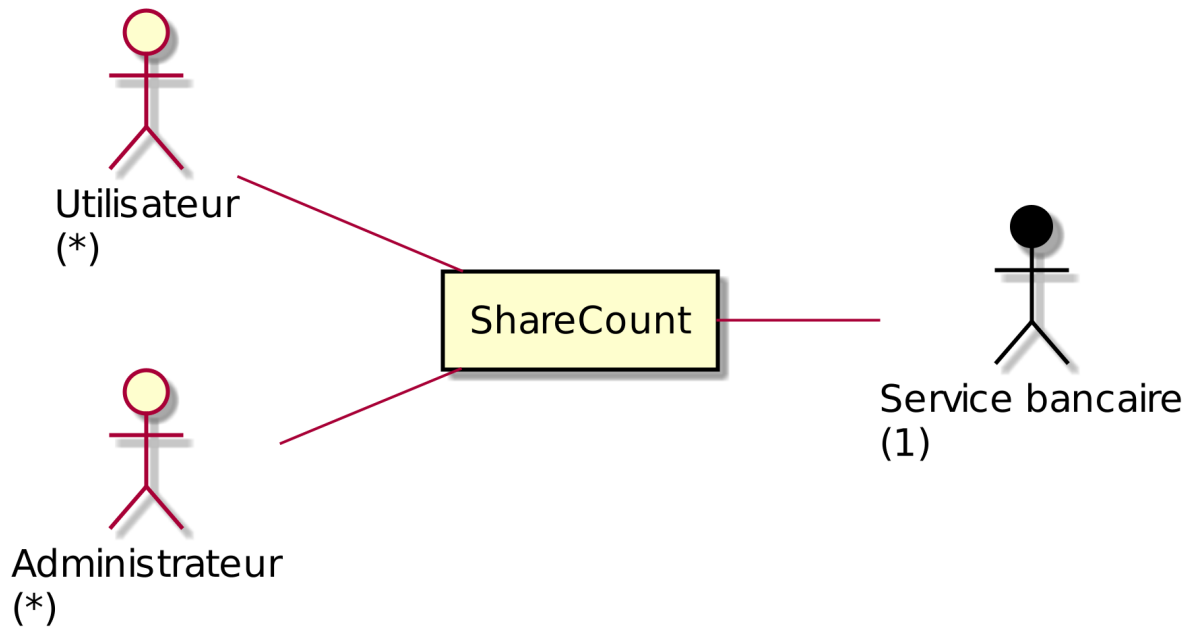 Utilisateur
(*)
ShareCount
Service bancaire
(1)
Administrateur
(*)